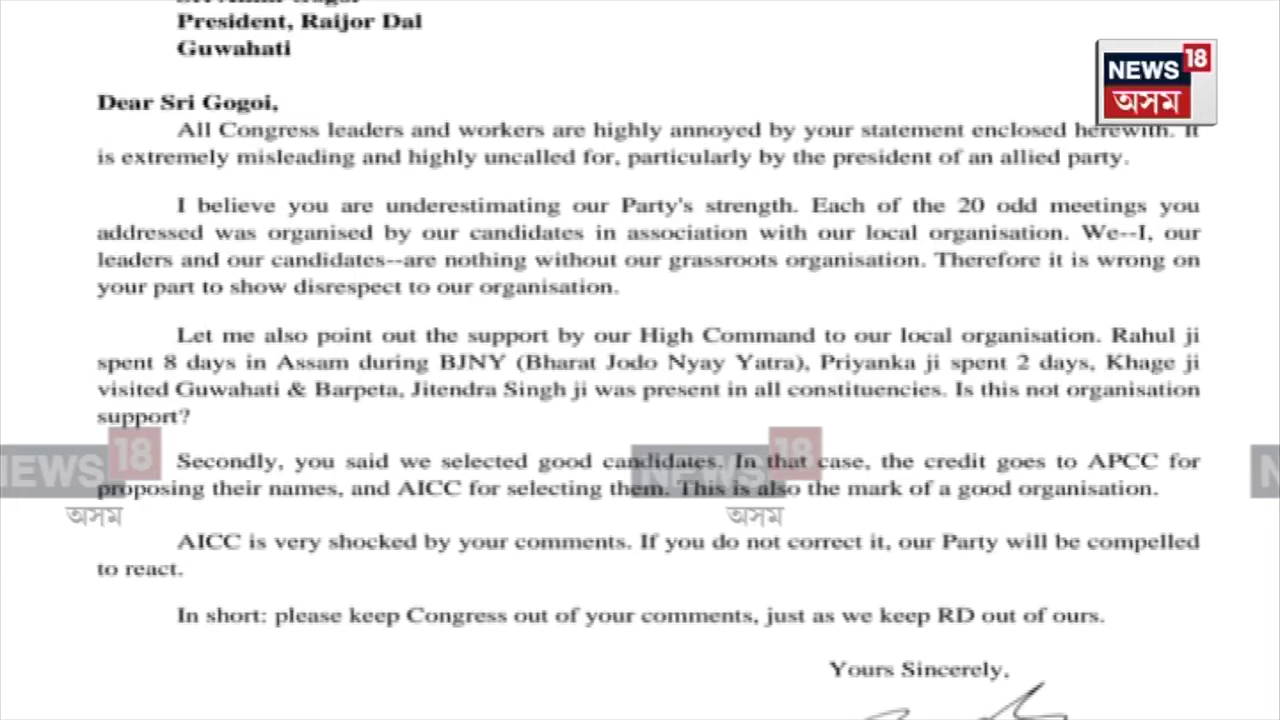 President, Raijor Dal
Guwahati
NEWS 18
অসম
Dear Sri Gogoi,
All Congress leaders and workers are highly annoyed by your statement enclosed herewith. It
is extremely misleading and highly uncalled for, particularly by the president of an allied party.
I believe you are underestimating our Party's strength. Each of the 20 odd meetings you
addressed was organised by our candidates in association with our local organisation. We--I, our
leaders and our candidates--are nothing without our grassroots organisation. Therefore it is wrong on
your part to show disrespect to our organisation.
Let me also point out the support by our High Command to our local organisation. Rahul ji
spent 8 days in Assam during BJNY (Bharat Jodo Nyay Yatra), Priyanka ji spent 2 days, Khage ji
visited Guwahati & Barpeta, Jitendra Singh ji was present in all constituencies. Is this not organisation
support?
Secondly, you said we selected good candidates. In that case, the credit goes to APCC for
proposing their names, and AICC for selecting them. This is also the mark of a good organisation.
NEWS 18
অসম
NEWS 18
অসম
AICC is very shocked by your comments. If you do not correct it, our Party will be compelled
to react.
In short: please keep Congress out of your comments, just as we keep RD out of ours.
Yours Sincerely,